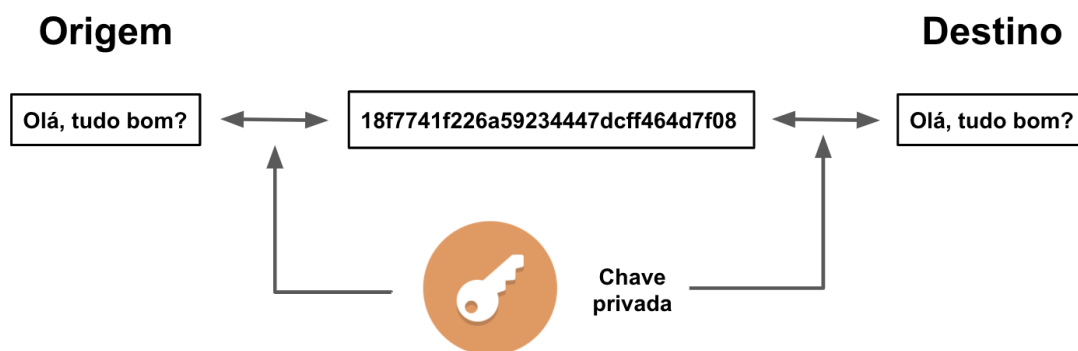 Origem
Destino
Olá, tudo bom?
18f7741f226a59234447dcff464d7f08
Olá, tudo bom?
Chave
privada